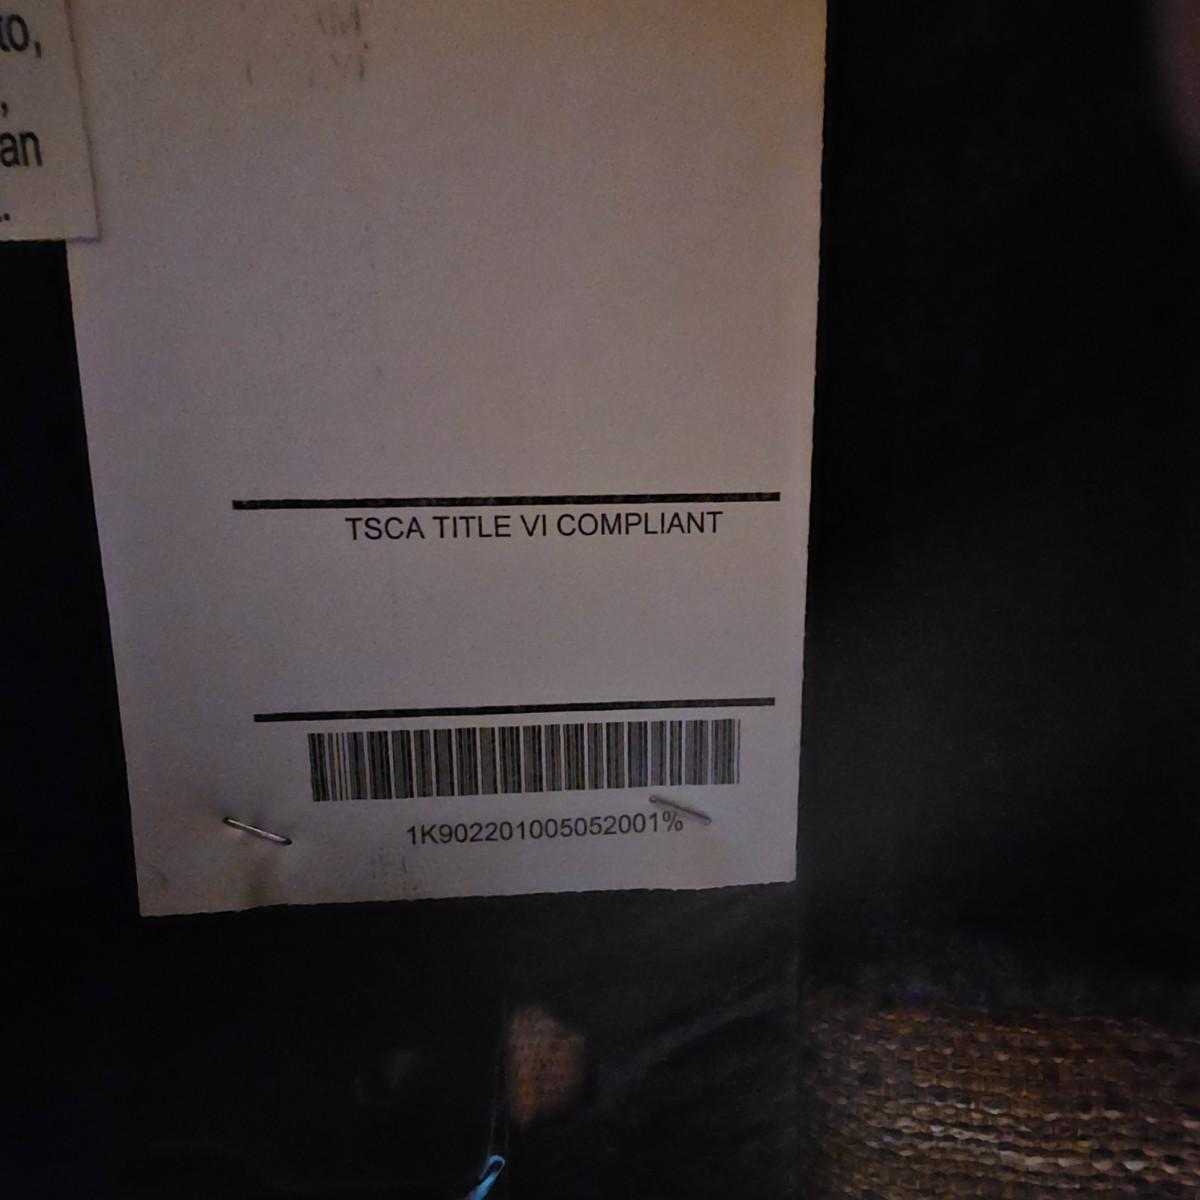 to,
,
an
.
TSCA TITLE VI COMPLIANT
1K902201005052001%